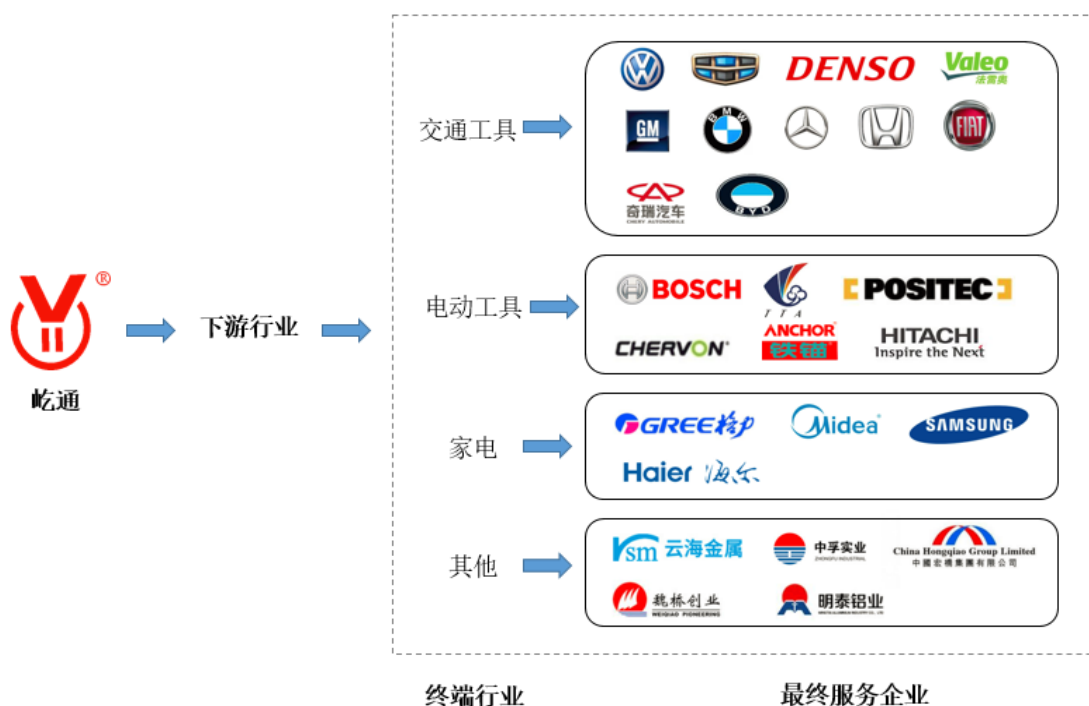 DENSO
Valeo
法雷奥
GM
BMW
FIAT
交通工具
奇瑞汽车
CHERY AUTOMOBILE
BYD
®
屹通
下游行业
电动工具
BOSCH
TTA
POSITEC
CHERVON®
ANCHOR®
铁锚
HITACHI
Inspire the Next
家电
GREE格力
Midea®
SAMSUNG
Haier 海尔
其他
rsm 云海金属
中孚实业
ZHONGFU INDUSTRIAL
China Hongqiao Group Limited
中國宏橋集團有限公司
魏桥创业
WEIQIAO PIONEERING
明泰铝业
终端行业
最终服务企业